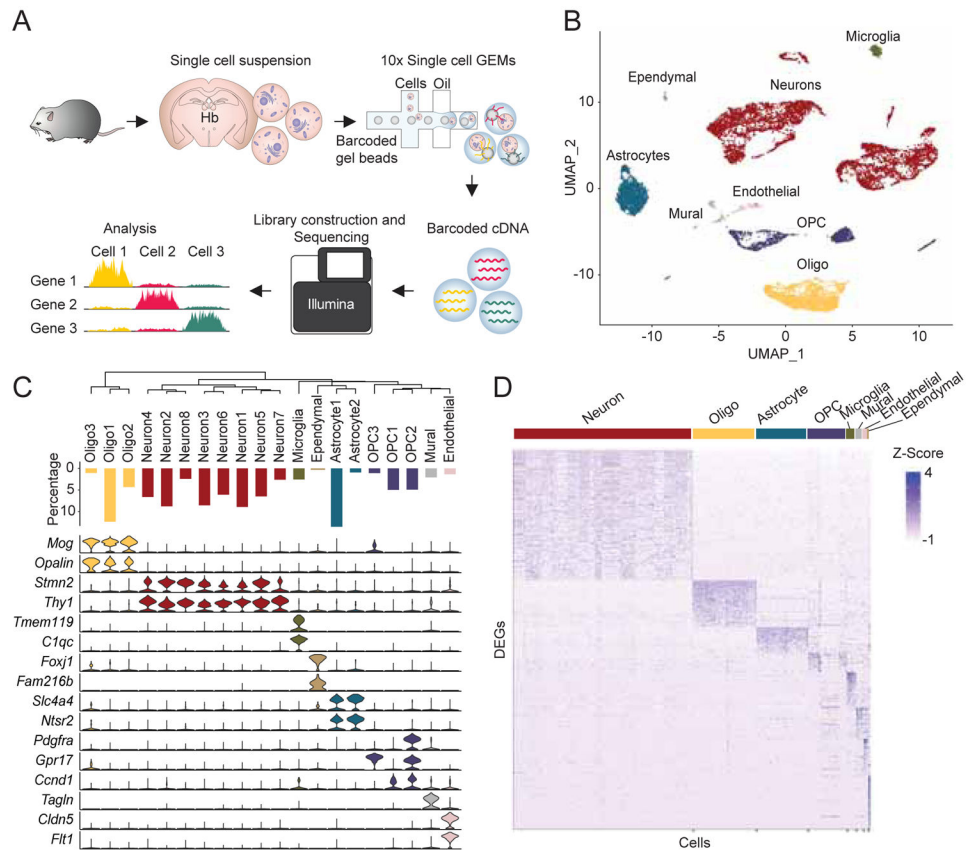 A
Single cell suspension
Hb
10x Single cell GEMs
Cells Oil
Barcoded
gel beads
Barcoded cDNA
Library construction and
Sequencing
Illumina
Analysis
Cell 1 Cell 2 Cell 3
Gene 1
Gene 2
Gene 3
B
Microglia
Ependymal
Neurons
Astrocytes
Endothelial
Mural
OPC
Oligo
UMAP_2
10
0
-10
-10
-5
0
5
10
UMAP_1
C
Oligo3
Oligo1
Oligo2
Neuron4
Neuron2
Neuron8
Neuron3
Neuron6
Neuron1
Neuron5
Neuron7
Microglia
Ependymal
Astrocyte1
Astrocyte2
OPC3
OPC1
OPC2
Mural
Endothelial
Percentage
0
5
10
Mog
Opalin
Stmn2
Thy1
Tmem119
C1qc
Foxj1
Fam216b
Slc4a4
Ntsr2
Pdgfra
Gpr17
Ccnd1
Tagln
Cldn5
Flt1
D
Neuron
Oligo
Astrocyte
OPC
Microglia
Mural
Endothelial
Ependymal
Z-Score
4
-1
DEGs
Cells